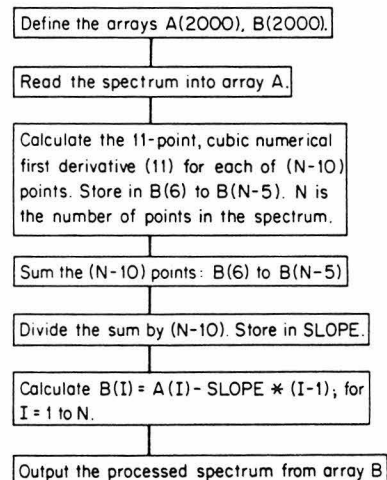 Define the arrays A(2000), B(2000).
Read the spectrum into array A.
Calculate the 11-point, cubic numerical
first derivative (11) for each of (N-10)
points. Store in B(6) to B(N-5). N is
the number of points in the spectrum.
Sum the (N-10) points: B(6) to B(N-5)
Divide the sum by (N-10). Store in SLOPE.
Calculate B(I) = A(I) - SLOPE * (I-1); for
I = 1 to N.
Output the processed spectrum from array B